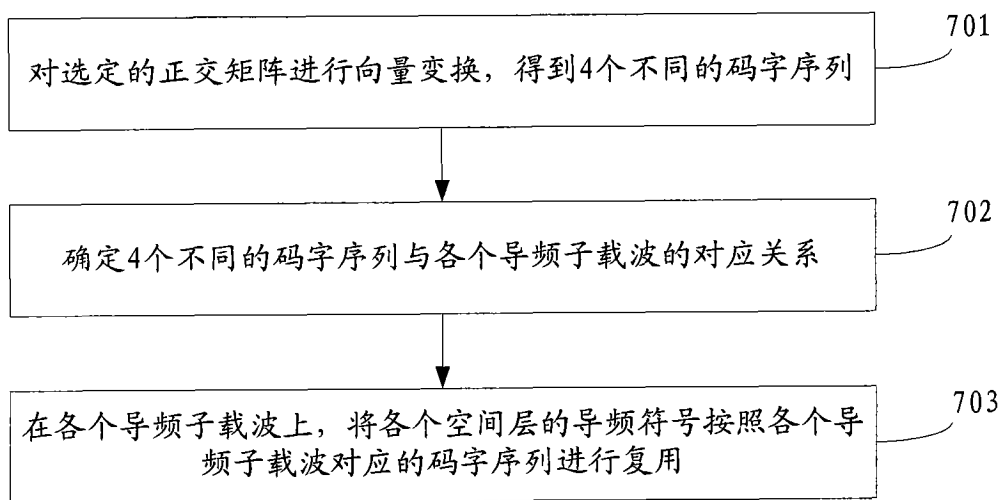 701
对选定的正交矩阵进行向量变换，得到4个不同的码字序列
702
确定4个不同的码字序列与各个导频子载波的对应关系
703
在各个导频子载波上，将各个空间层的导频符号按照各个导
频子载波对应的码字序列进行复用